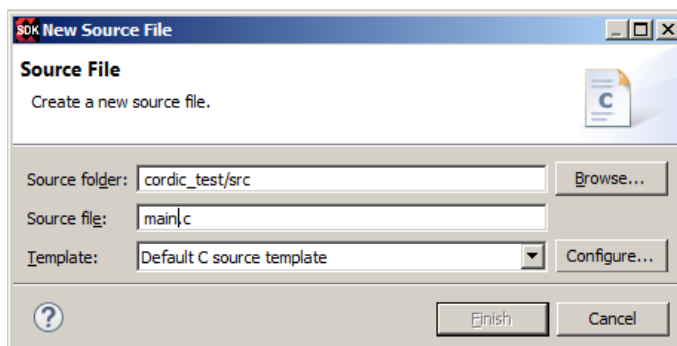 SDK New Source File
Source File
Create a new source file.
C
Source folder: cordic_test/src Browse...
Source file: main.c
Template: Default C source template Configure...
? Finish Cancel